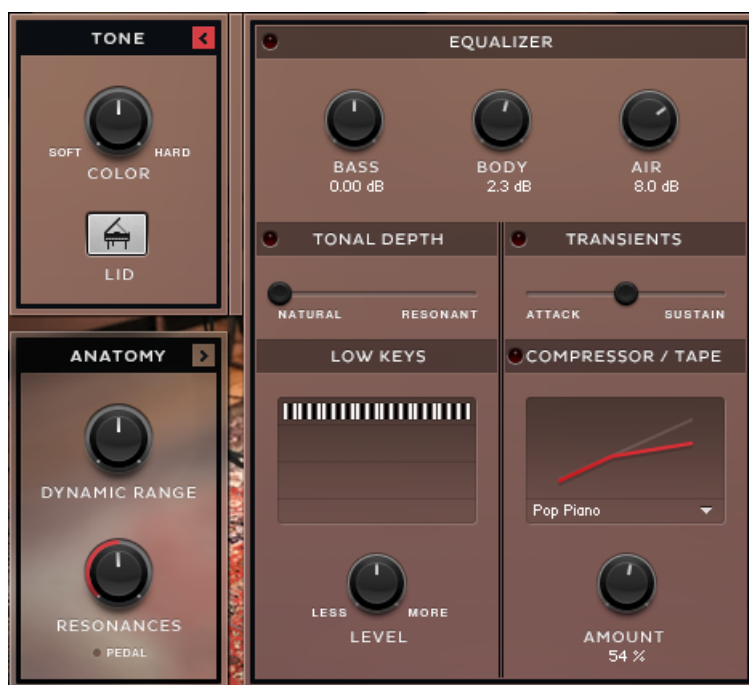 TONE
SOFT
HARD
COLOR
LID
ANATOMY
DYNAMIC RANGE
RESONANCES
PEDAL
EQUALIZER
BASS
0.00 dB
BODY
2.3 dB
AIR
8.0 dB
TONAL DEPTH
NATURAL
RESONANT
TRANSIENTS
ATTACK
SUSTAIN
LOW KEYS
LESS
MORE
LEVEL
COMPRESSOR / TAPE
Pop Piano
AMOUNT
54 %